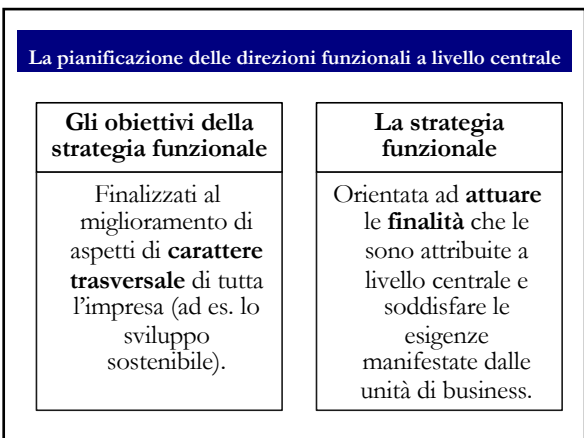 La pianificazione delle direzioni funzionali a livello centrale
Gli obiettivi della
strategia funzionale
Finalizzati al
miglioramento di
aspetti di carattere
trasversale di tutta
l'impresa (ad es. lo
sviluppo
sostenibile).
La strategia
funzionale
Orientata ad attuare
le finalità che le
sono attribuite a
livello centrale e
soddisfare le
esigenze
manifestate dalle
unità di business.